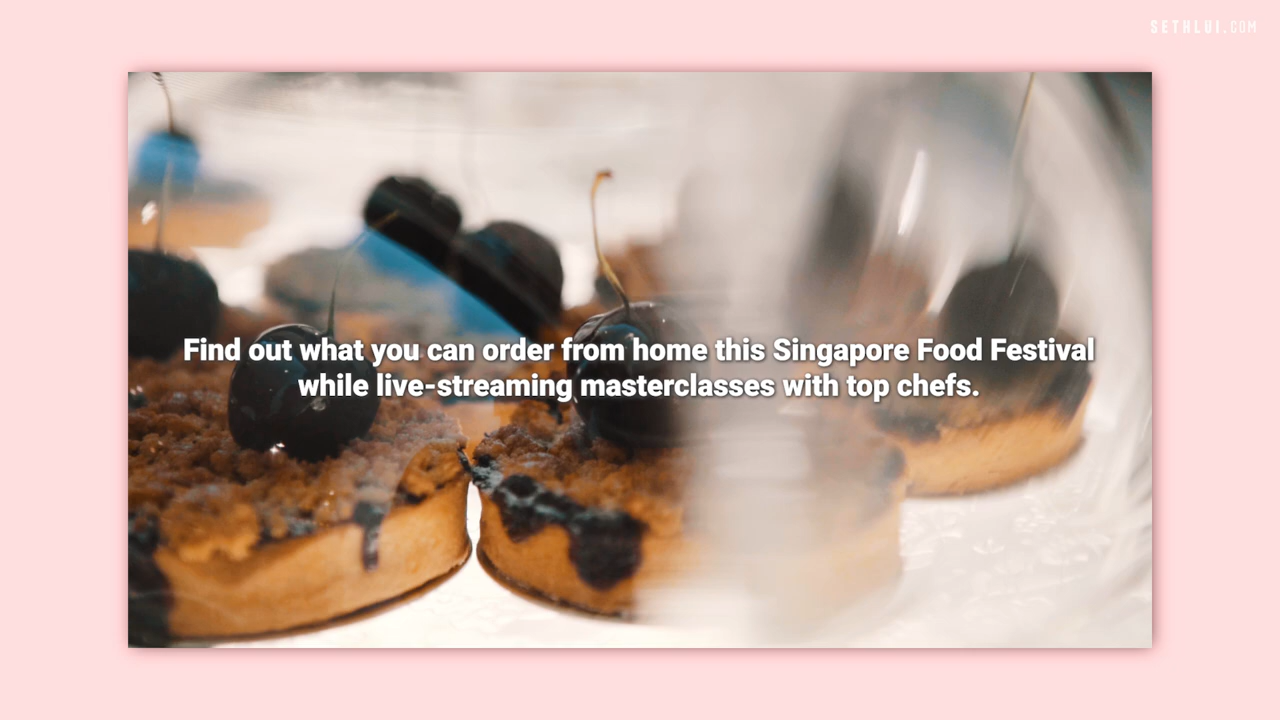 SETHLUI.COM
Find out what you can order from home this Singapore Food Festival
while live-streaming masterclasses with top chefs.